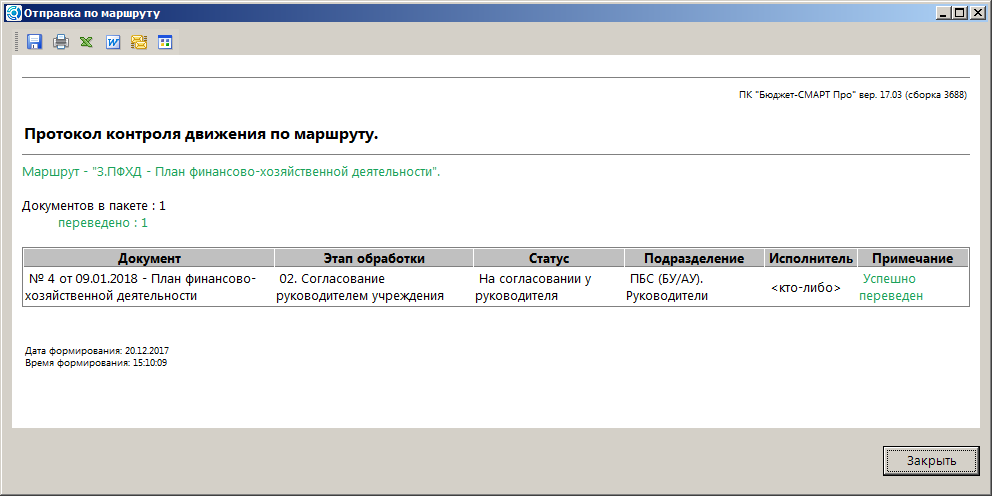 Отправка по маршруту
ПК "Бюджет-СМАРТ Про" вер. 17.03 (сборка 3688)
Протокол контроля движения по маршруту.
Маршрут - "3.ПФХД - План финансово-хозяйственной деятельности".
Документов в пакете : 1
переведено : 1
Документ Этап обработки Статус Подразделение Исполнитель Примечание
№ 4 от 09.01.2018 - План финансово- 02. Согласование На согласовании у ПБС (БУ/АУ). <кто-либо> Успешно
хозяйственной деятельности руководителем учреждения руководителя Руководители переведен
Дата формирования: 20.12.2017
Время формирования: 15:10:09
Закрыть